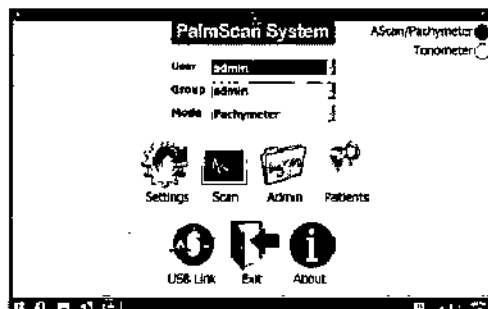 PalmScan System
AScan/Pachymeter
Tonometer
User admin
Group admin
Mode Pachymeter
Settings Scan Admin Patients
USB Link Exit About